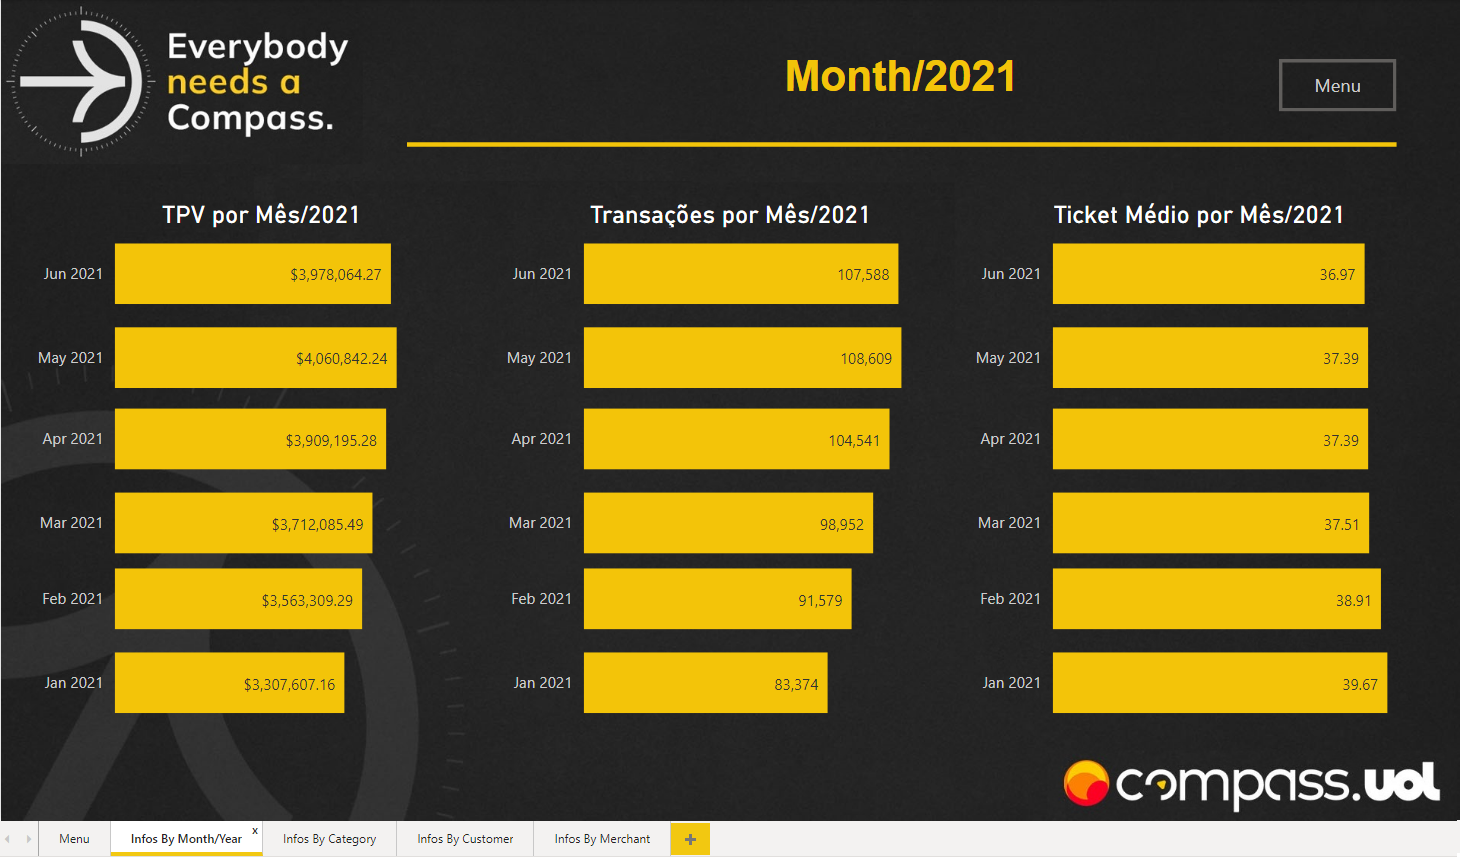 Everybody
needs a
Compass.
Month/2021
Menu
TPV por Mês/2021
Jun 2021
$3,978,064.27
May 2021
$4,060,842.24
Apr 2021
$3,909,195.28
Mar 2021
$3,712,085.49
Feb 2021
$3,563,309.29
Jan 2021
$3,307,607.16
Transações por Mês/2021
Jun 2021
107,588
May 2021
108,609
Apr 2021
104,541
Mar 2021
98,952
Feb 2021
91,579
Jan 2021
83,374
Ticket Médio por Mês/2021
Jun 2021
36.97
May 2021
37.39
Apr 2021
37.39
Mar 2021
37.51
Feb 2021
38.91
Jan 2021
39.67
compass.uol
Menu
Infos By Month/Year
x
Infos By Category
Infos By Customer
Infos By Merchant
+